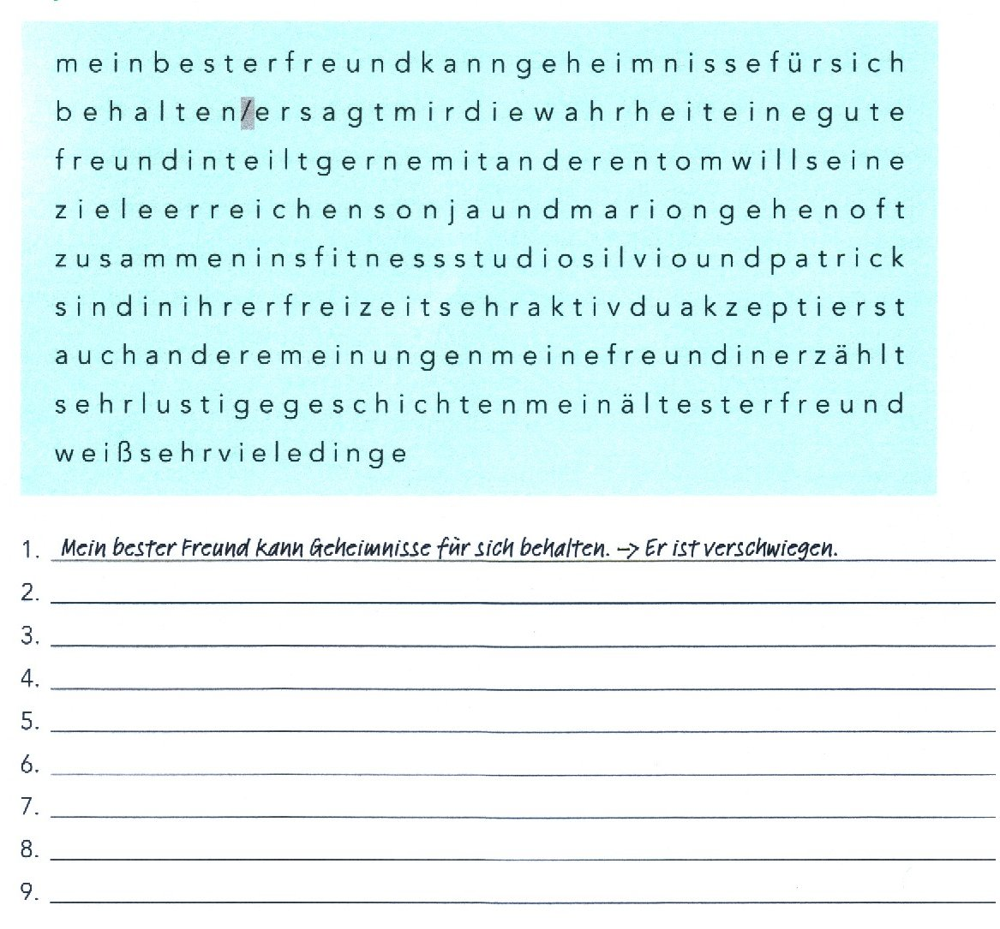 meinbesterfreundkanngeheimnissefürsich
behalten/ersagtmirdiewahrheiteinegute
freundinteiltgernemitanderentomwillseine
zieleerreichensonjaundmariongehenoft
zusammeninsfitnessstudiosilvioundpatrick
sindinihrerfreizeitsehraktivduakzeptierst
auchanderemeinungenmeinefreundinerzählt
sehrlustigegeschichtenmeinältesterfreund
weißsehrvieledinge
1. Mein bester Freund kann Geheimnisse für sich behalten. -> Er ist verschwiegen.
2.
3.
4.
5.
6.
7.
8.
9.